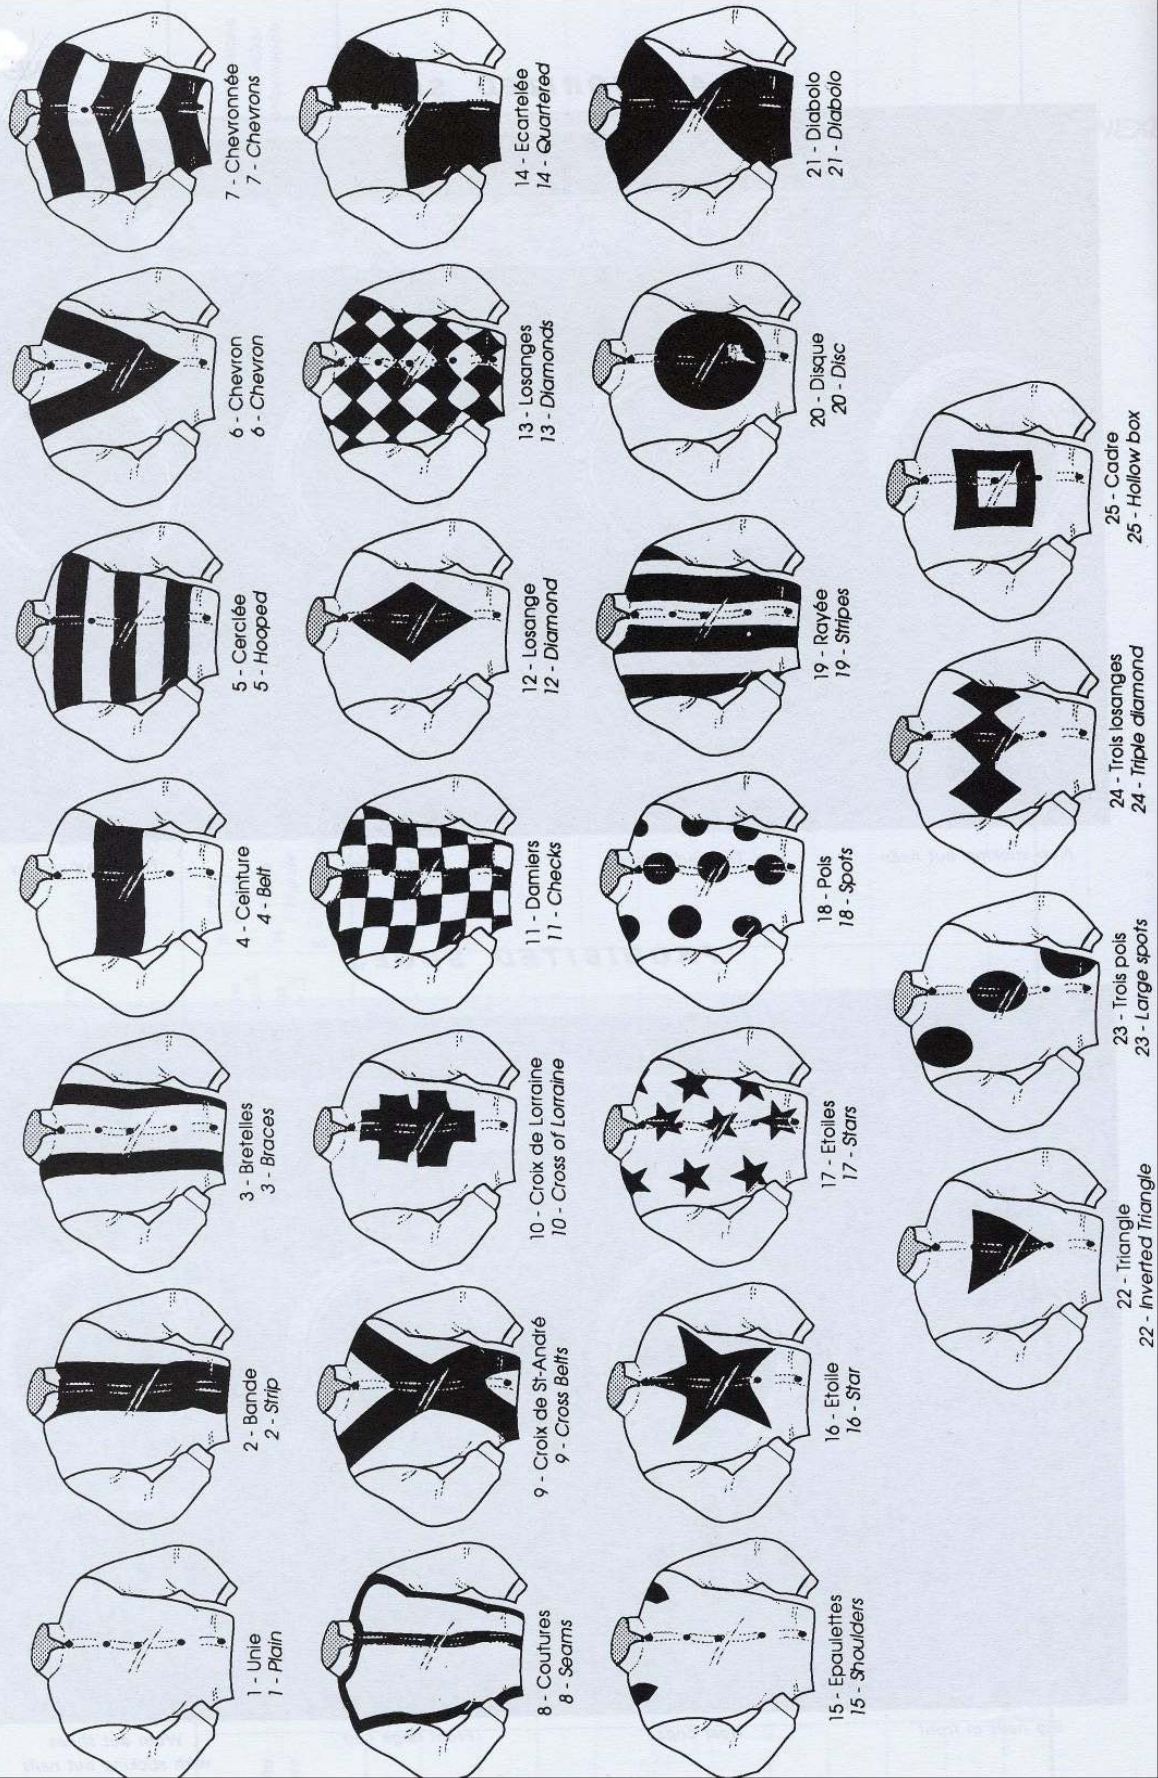 1 - Unie
1 - Plain
2 - Bande
2 - Strip
3 - Bretelles
3 - Braces
4 - Ceinture
4 - Belt
5 - Cerclée
5 - Hooped
6 - Chevron
6 - Chevron
7 - Chevronnée
7 - Chevrons
8 - Coutures
8 - Seams
9 - Croix de St-André
9 - Cross Belts
10 - Croix de Lorraine
10 - Cross of Lorraine
11 - Damiers
11 - Checks
12 - Losange
12 - Diamond
13 - Losanges
13 - Diamonds
14 - Ecartelée
14 - Quartered
15 - Epaulettes
15 - Shoulders
16 - Etoile
16 - Star
17 - Etoiles
17 - Stars
18 - Pois
18 - Spots
19 - Rayée
19 - Stripes
20 - Disque
20 - Disc
21 - Diabolo
21 - Diabolo
22 - Triangle
22 - Inverted Triangle
23 - Trois pois
23 - Large spots
24 - Trois losanges
24 - Triple diamond
25 - Cadre
25 - Hollow box